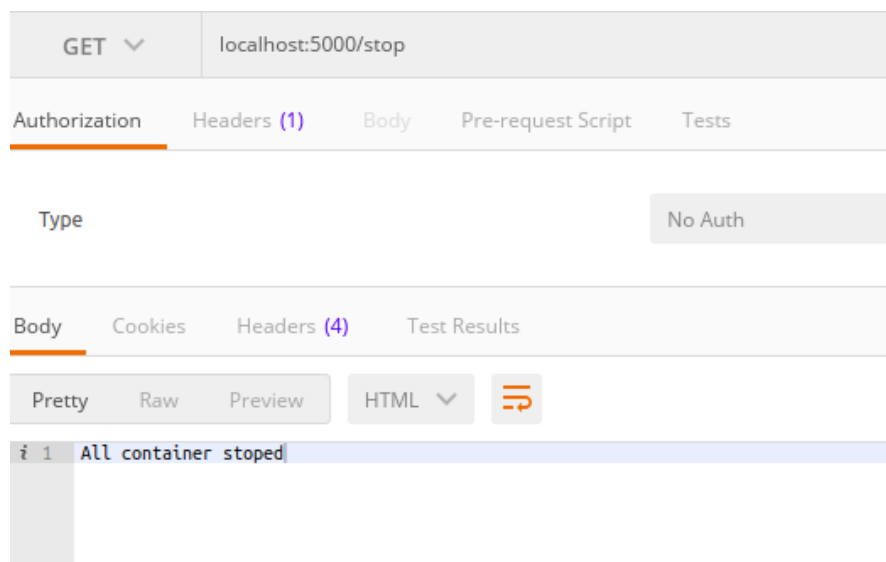 GET localhost:5000/stop
Authorization Headers (1) Body Pre-request Script Tests
Type No Auth
Body Cookies Headers (4) Test Results
Pretty Raw Preview HTML
i 1 All container stoped